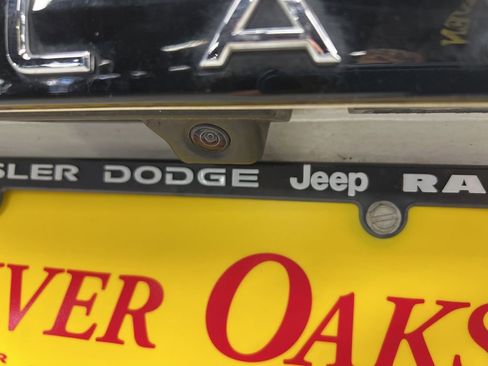 C A
SLER DODGE Jeep RA
VER OAKS
R